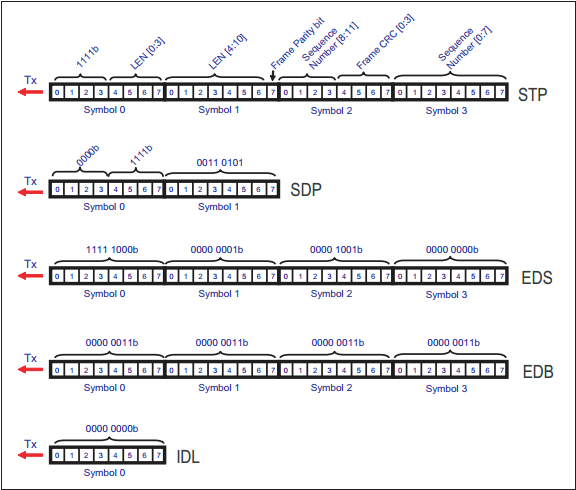 1111b
LEN [0:3]
LEN [4:10]
Frame Parity bit
Sequence
Number [8:11]
Frame CRC [0:3]
Sequence
Number [0:7]
Tx
0 1 2 3 4 5 6 7 0 1 2 3 4 5 6 7 0 1 2 3 4 5 6 7 0 1 2 3 4 5 6 7
STP
Symbol 0 Symbol 1 Symbol 2 Symbol 3
0000b 1111b 0011 0101
Tx
0 1 2 3 4 5 6 7 0 1 2 3 4 5 6 7
SDP
Symbol 0 Symbol 1
1111 1000b 0000 0001b 0000 1001b 0000 0000b
Tx
0 1 2 3 4 5 6 7 0 1 2 3 4 5 6 7 0 1 2 3 4 5 6 7 0 1 2 3 4 5 6 7
EDS
Symbol 0 Symbol 1 Symbol 2 Symbol 3
0000 0011b 0000 0011b 0000 0011b 0000 0011b
Tx
0 1 2 3 4 5 6 7 0 1 2 3 4 5 6 7 0 1 2 3 4 5 6 7 0 1 2 3 4 5 6 7
EDB
Symbol 0 Symbol 1 Symbol 2 Symbol 3
0000 0000b
Tx
0 1 2 3 4 5 6 7
IDL
Symbol 0